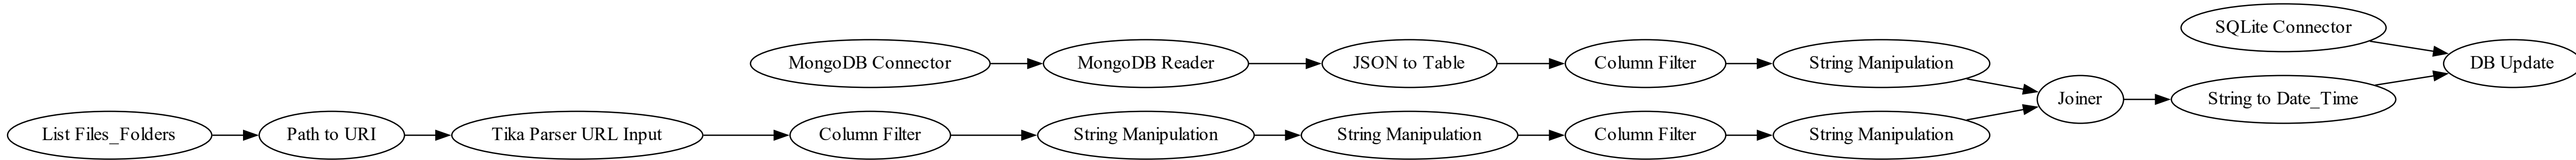 SQLite Connector
MongoDB Connector
MongoDB Reader
JSON to Table
Column Filter
String Manipulation
DB Update
Joiner
String to Date_Time
List Files_Folders
Path to URI
Tika Parser URL Input
Column Filter
String Manipulation
String Manipulation
Column Filter
String Manipulation